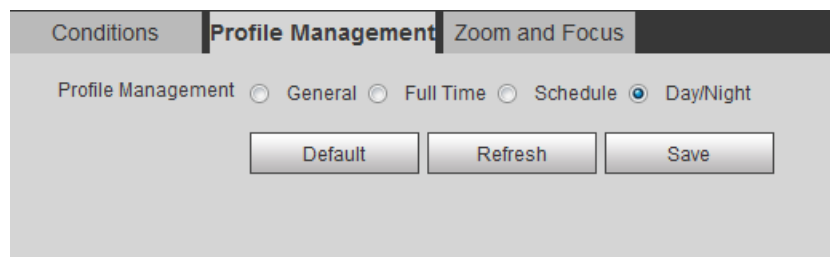 Conditions Profile Management Zoom and Focus
Profile Management General Full Time Schedule Day/Night
Default Refresh Save